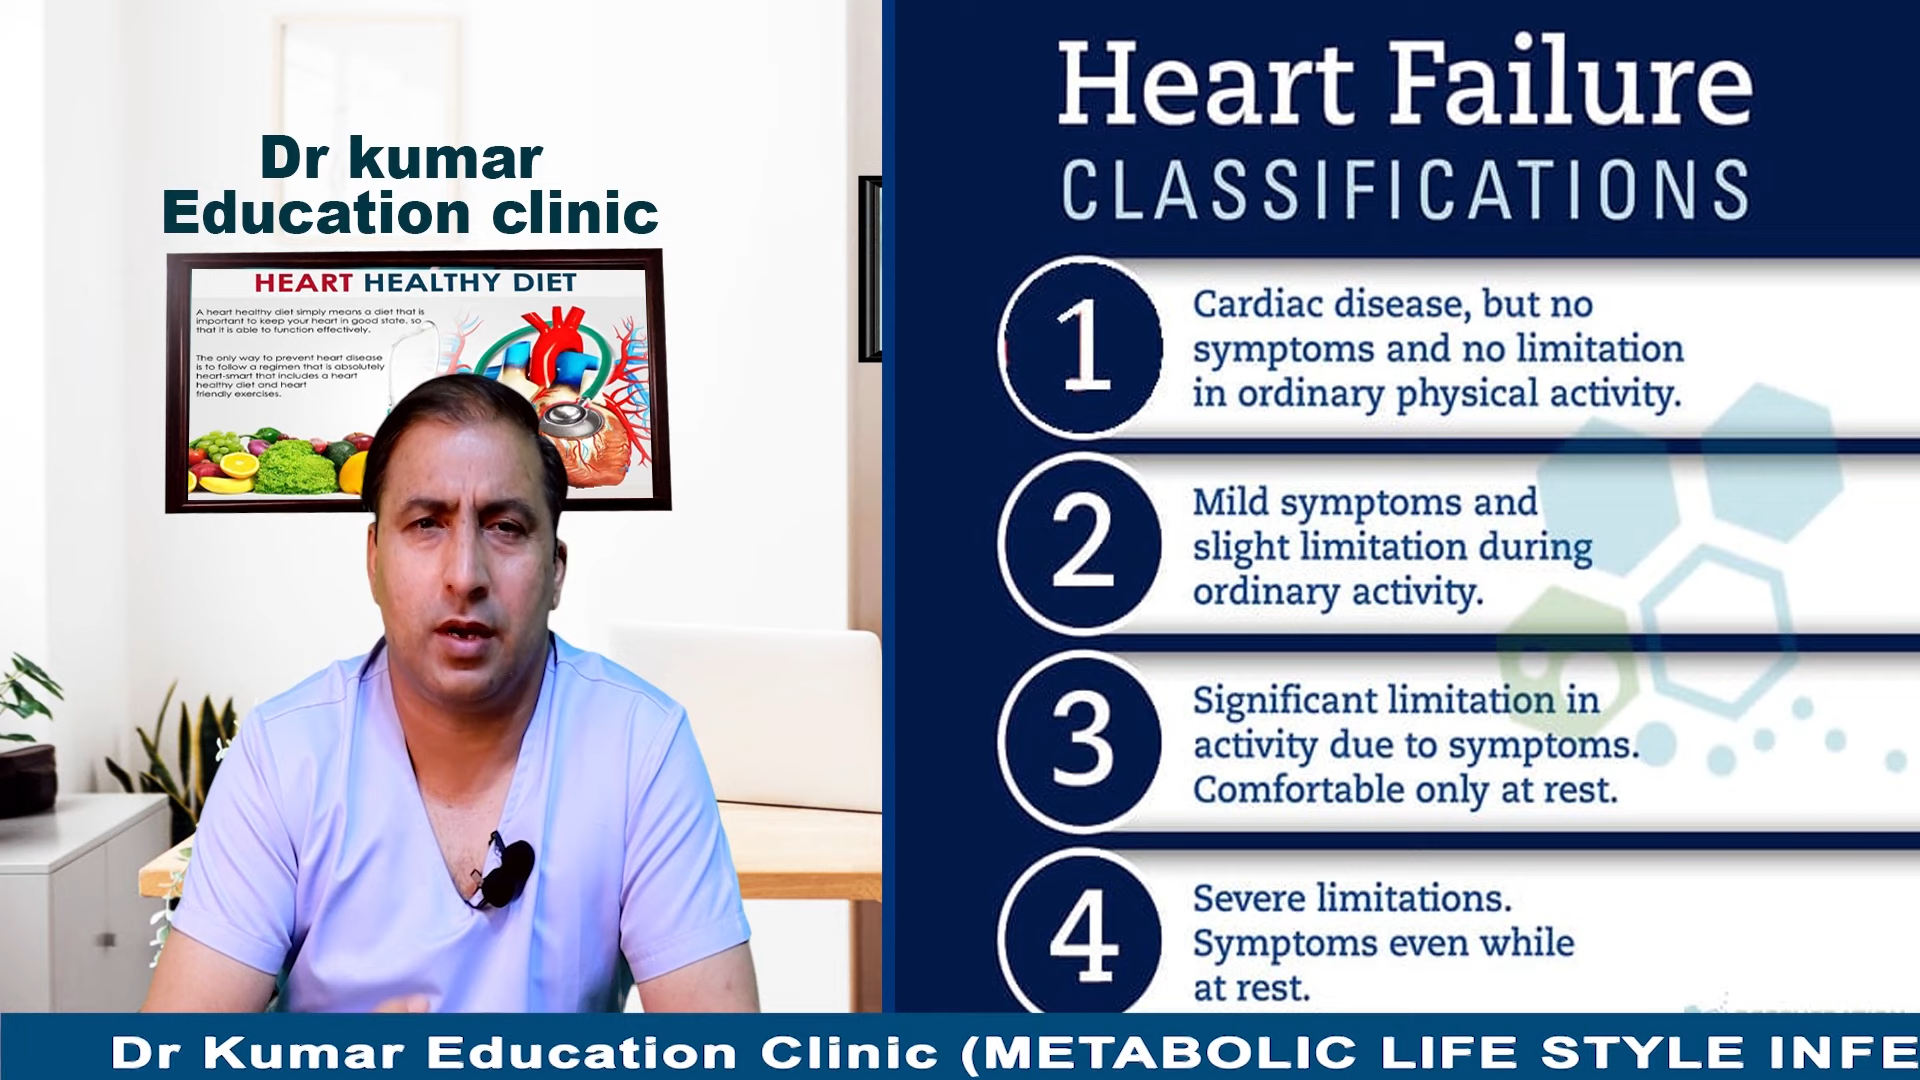 Dr kumar
Education clinic
HEART HEALTHY DIET
A heart healthy diet simply means a diet that is
important to keep your heart in good state, so
that it is able to function effectively.
The only way to prevent heart disease
is to follow a regimen that is absolutely
heart-smart that includes a heart
healthy diet and heart
friendly exercises.
Heart Failure
CLASSIFICATIONS
1
Cardiac disease, but no
symptoms and no limitation
in ordinary physical activity.
2
Mild symptoms and
slight limitation during
ordinary activity.
3
Significant limitation in
activity due to symptoms.
Comfortable only at rest.
4
Severe limitations.
Symptoms even while
at rest.
Dr Kumar Education Clinic (METABOLIC LIFE STYLE INFE